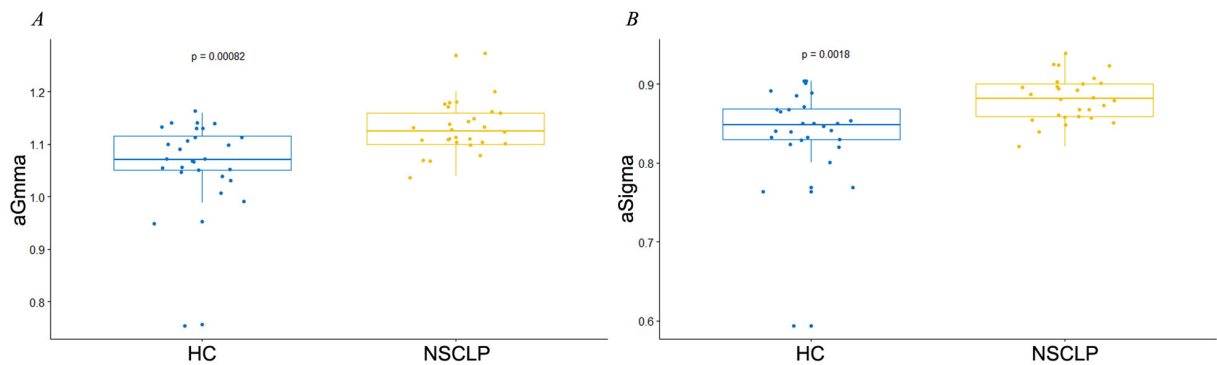 A
aGmma
1.2
1.1
1.0
0.9
0.8
p = 0.00082
HC
NSCLP
B
aSigma
0.9
0.8
0.7
0.6
p = 0.0018
HC
NSCLP